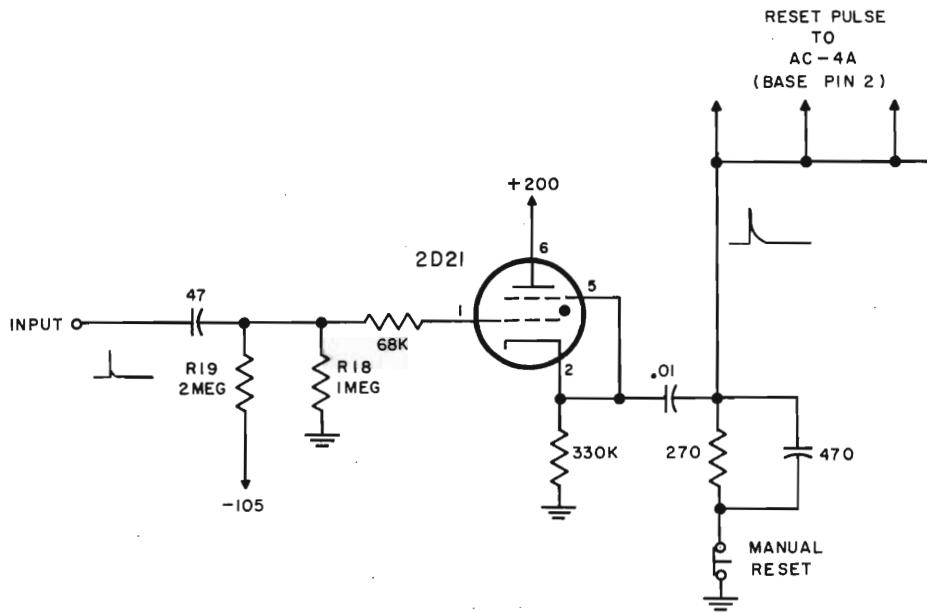 RESET PULSE
TO
AC-4A
(BASE PIN 2)
+200
6
2D21
5
47
1
INPUT
68K
R19
2MEG
R18
1MEG
2
.01
330K
270
470
-105
MANUAL
RESET